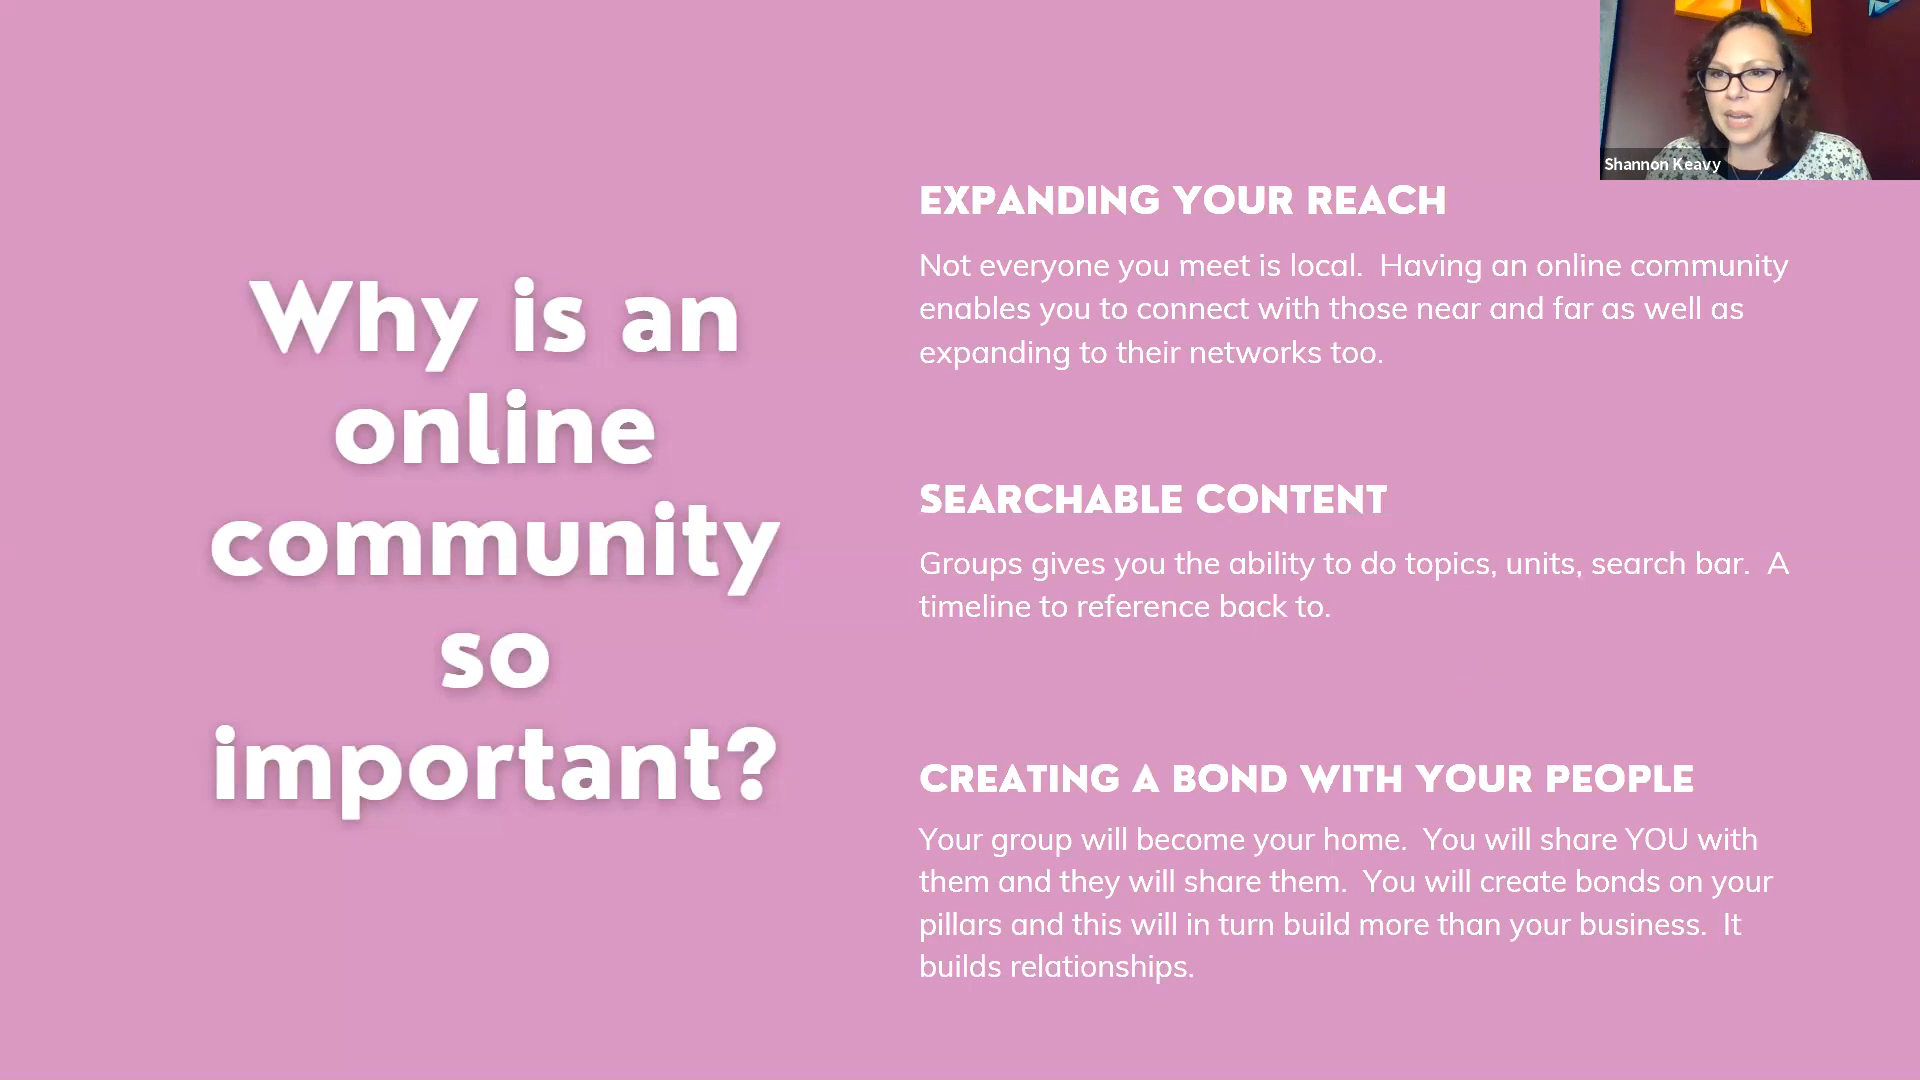 Why is an
online
community
so
important?
EXPANDING YOUR REACH
Not everyone you meet is local.  Having an online community
enables you to connect with those near and far as well as
expanding to their networks too.
SEARCHABLE CONTENT
Groups gives you the ability to do topics, units, search bar.  A
timeline to reference back to.
CREATING A BOND WITH YOUR PEOPLE
Your group will become your home.  You will share YOU with
them and they will share them.  You will create bonds on your
pillars and this will in turn build more than your business.  It
builds relationships.
Shannon Keavy